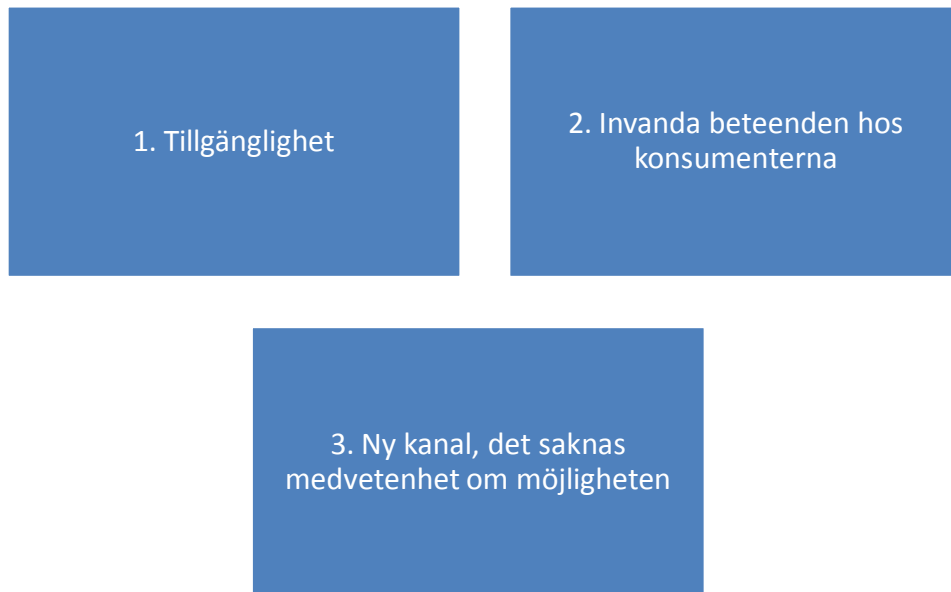 1. Tillgänglighet
2. Invanda beteenden hos
konsumenterna
3. Ny kanal, det saknas
medvetenhet om möjligheten